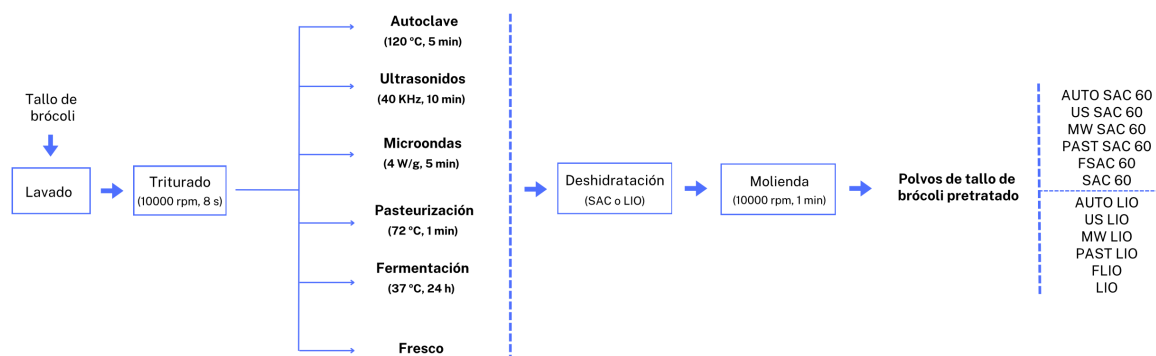 Tallo de
brócoli
Lavado
Triturado
(10000 rpm, 8 s)
Autoclave
(120 ºC, 5 min)
Ultrasonidos
(40 KHz, 10 min)
Microondas
(4 W/g, 5 min)
Pasteurización
(72 ºC, 1 min)
Fermentación
(37 ºC, 24 h)
Fresco
Deshidratación
(SAC o LIO)
Molienda
(10000 rpm, 1 min)
Polvos de tallo de
brócoli pretratado
AUTO SAC 60
US SAC 60
MW SAC 60
PAST SAC 60
FSAC 60
SAC 60
AUTO LIO
US LIO
MW LIO
PAST LIO
FLIO
LIO